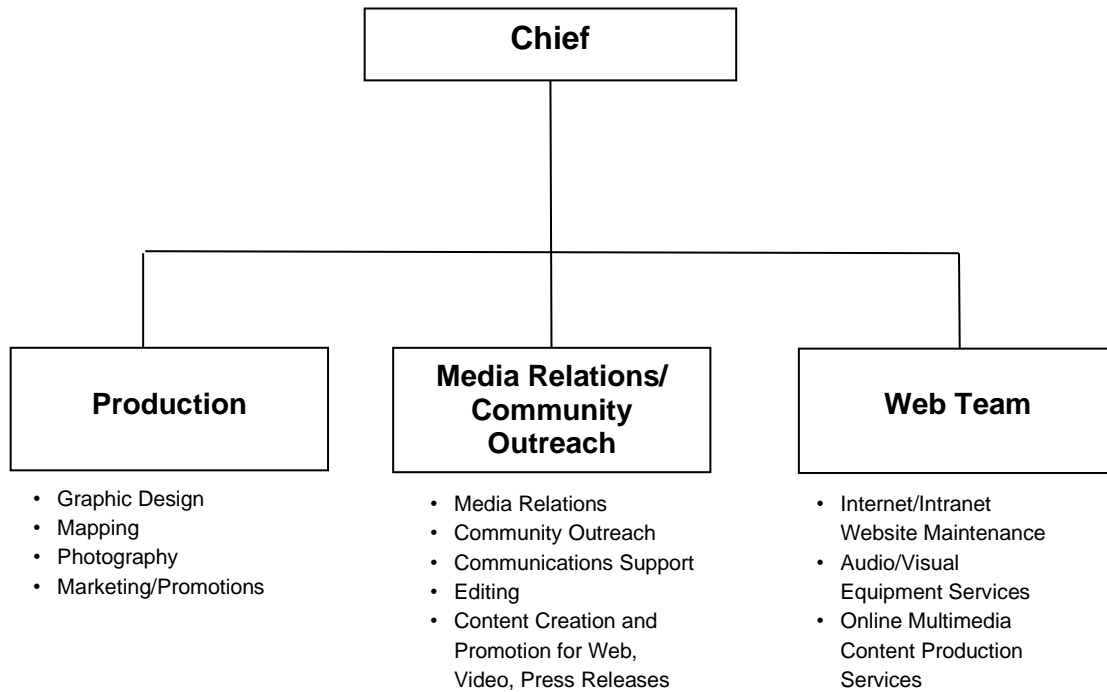 Chief
Production
Media Relations/
Community
Outreach
Web Team
• Graphic Design
• Mapping
• Photography
• Marketing/Promotions
• Media Relations
• Community Outreach
• Communications Support
• Editing
• Content Creation and
Promotion for Web,
Video, Press Releases
• Internet/Intranet
Website Maintenance
• Audio/Visual
Equipment Services
• Online Multimedia
Content Production
Services